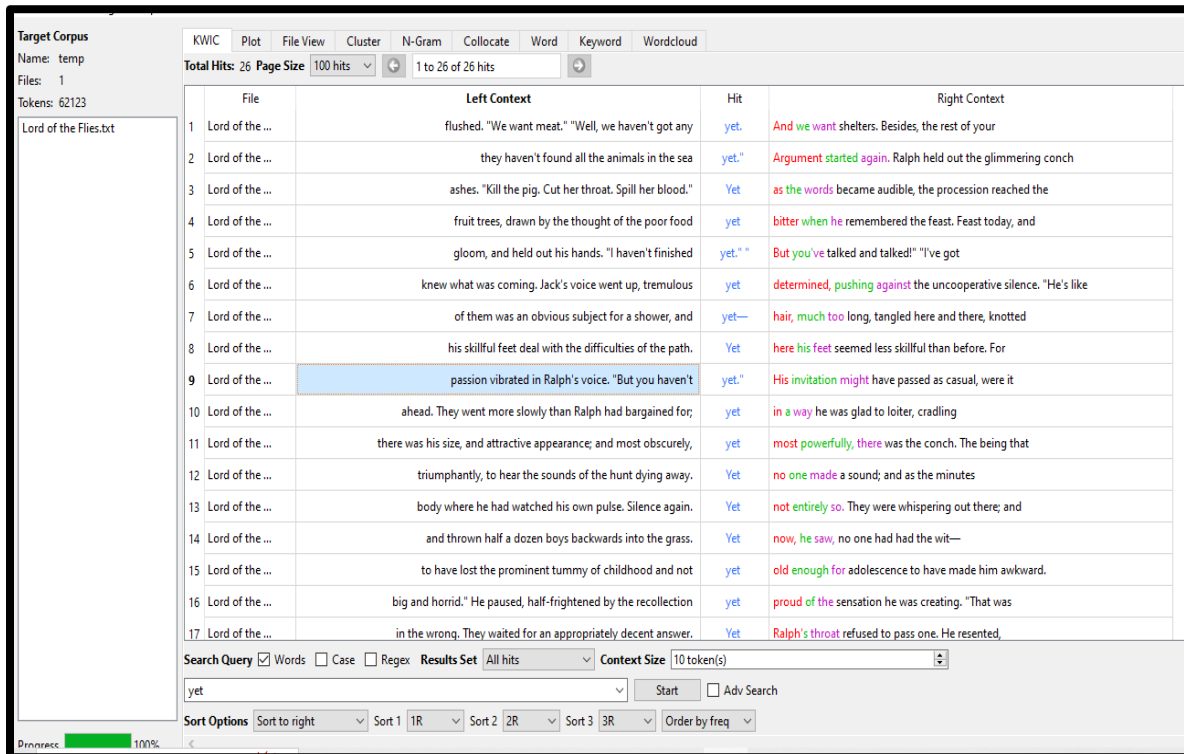 Target Corpus
Name: temp
Files: 1
Tokens: 62123
Lord of the Flies.txt
Progress 100%
KWIC Plot File View Cluster N-Gram Collocate Word Keyword Wordcloud
Total Hits: 26 Page Size 100 hits 1 to 26 of 26 hits
File Left Context Hit Right Context
1 Lord of the ... flushed. "We want meat." "Well, we haven't got any yet. And we want shelters. Besides, the rest of your
2 Lord of the ... they haven't found all the animals in the sea yet." Argument started again. Ralph held out the glimmering conch
3 Lord of the ... ashes. "Kill the pig. Cut her throat. Spill her blood." Yet as the words became audible, the procession reached the
4 Lord of the ... fruit trees, drawn by the thought of the poor food yet bitter when he remembered the feast. Feast today, and
5 Lord of the ... gloom, and held out his hands. "I haven't finished yet." " But you've talked and talked!" "I've got
6 Lord of the ... knew what was coming. Jack's voice went up, tremulous yet determined, pushing against the uncooperative silence. "He's like
7 Lord of the ... of them was an obvious subject for a shower, and yet— hair, much too long, tangled here and there, knotted
8 Lord of the ... his skillful feet deal with the difficulties of the path. Yet here his feet seemed less skillful than before. For
9 Lord of the ... passion vibrated in Ralph's voice. "But you haven't yet." His invitation might have passed as casual, were it
10 Lord of the ... ahead. They went more slowly than Ralph had bargained for; yet in a way he was glad to loiter, cradling
11 Lord of the ... there was his size, and attractive appearance; and most obscurely, yet most powerfully, there was the conch. The being that
12 Lord of the ... triumphantly, to hear the sounds of the hunt dying away. Yet no one made a sound; and as the minutes
13 Lord of the ... body where he had watched his own pulse. Silence again. Yet not entirely so. They were whispering out there; and
14 Lord of the ... and thrown half a dozen boys backwards into the grass. Yet now, he saw, no one had had the wit—
15 Lord of the ... to have lost the prominent tummy of childhood and not yet old enough for adolescence to have made him awkward.
16 Lord of the ... big and horrid." He paused, half-frightened by the recollection yet proud of the sensation he was creating. "That was
17 Lord of the ... in the wrong. They waited for an appropriately decent answer. Yet Ralph's throat refused to pass one. He resented,
Search Query Words Case Regex Results Set All hits Context Size 10 token(s)
yet Start Adv Search
Sort Options Sort to right Sort 1 1R Sort 2 2R Sort 3 3R Order by freq